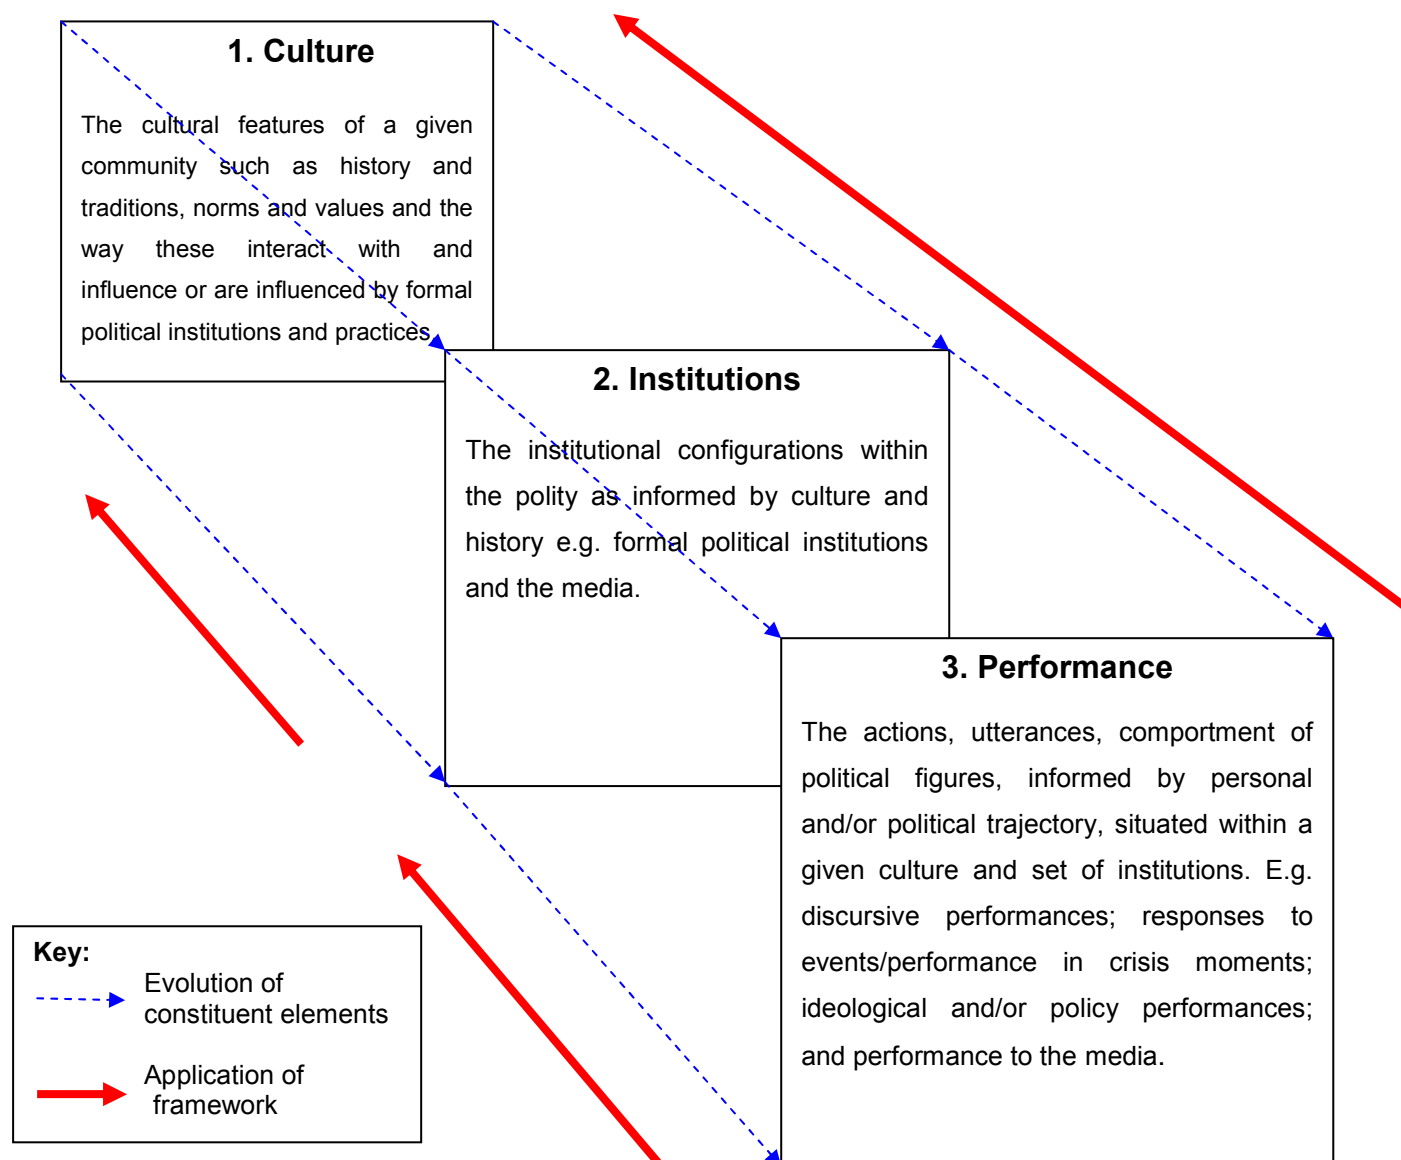 1. Culture
The cultural features of a given
community such as history and
traditions, norms and values and the
way these interact with and
influence or are influenced by formal
political institutions and practices.
2. Institutions
The institutional configurations within
the polity as informed by culture and
history e.g. formal political institutions
and the media.
3. Performance
The actions, utterances, comportment of
political figures, informed by personal
and/or political trajectory, situated within a
given culture and set of institutions. E.g.
discursive performances; responses to
events/performance in crisis moments;
ideological and/or policy performances;
and performance to the media.
Key:
Evolution of
constituent elements
Application of
framework